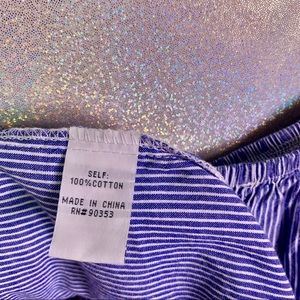 SELF:
100%COTTON
MADE IN CHINA
RN#90353